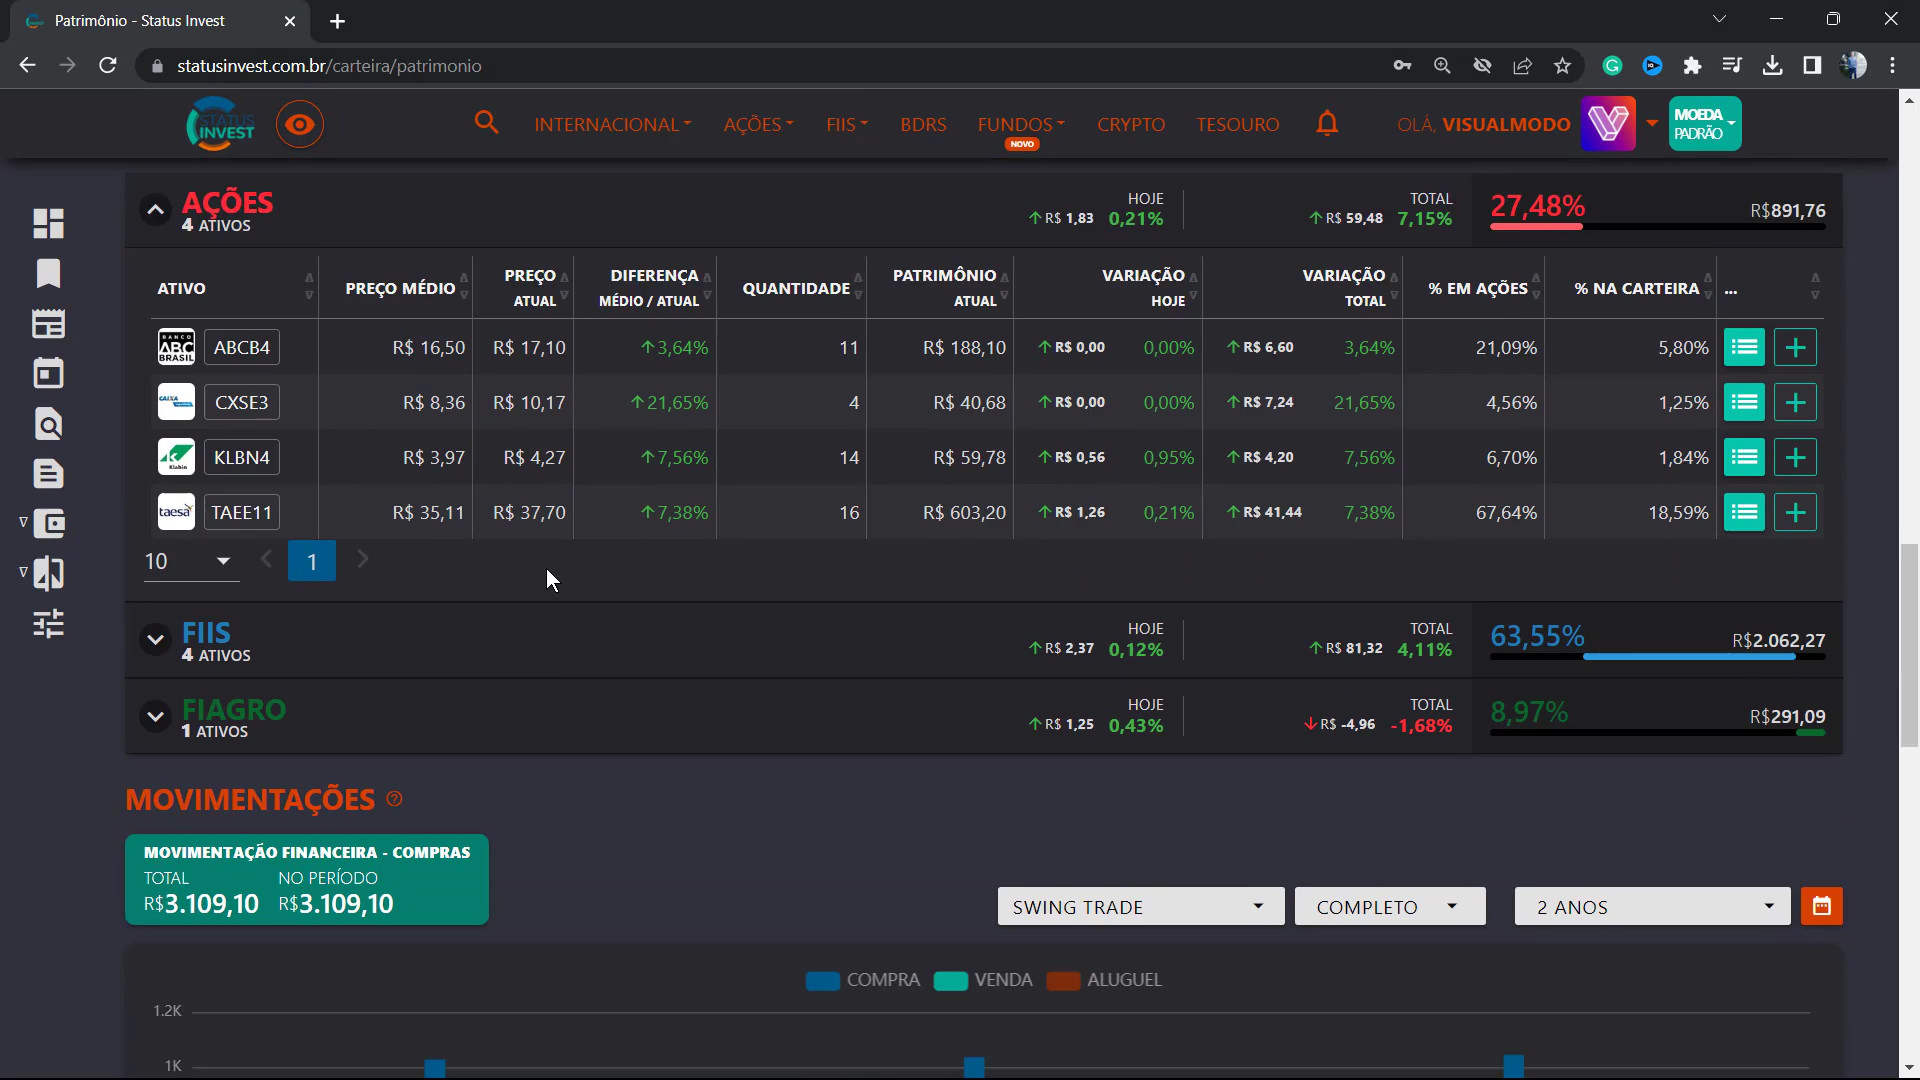 Patrimônio - Status Invest
statusinvest.com.br/carteira/patrimonio
STATUS
INVEST
INTERNACIONAL
AÇÕES
FIIS
BDRS
FUNDOS
NOVO
CRYPTO
TESOURO
OLÁ, VISUALMODO
MOEDA
PADRÃO
AÇÕES
4 ATIVOS
HOJE
R$ 1,83 0,21%
TOTAL
R$ 59,48 7,15%
27,48%
R$891,76
ATIVO
PREÇO MÉDIO
PREÇO
ATUAL
DIFERENÇA
MÉDIO / ATUAL
QUANTIDADE
PATRIMÔNIO
ATUAL
VARIAÇÃO
HOJE
VARIAÇÃO
TOTAL
% EM AÇÕES
% NA CARTEIRA
...
BANCO
ABC
BRASIL
ABCB4 R$ 16,50 R$ 17,10 3,64% 11 R$ 188,10 R$ 0,00 0,00% R$ 6,60 3,64% 21,09% 5,80%
CAIXA
CXSE3 R$ 8,36 R$ 10,17 21,65% 4 R$ 40,68 R$ 0,00 0,00% R$ 7,24 21,65% 4,56% 1,25%
Klabin
KLBN4 R$ 3,97 R$ 4,27 7,56% 14 R$ 59,78 R$ 0,56 0,95% R$ 4,20 7,56% 6,70% 1,84%
taesa
TAEE11 R$ 35,11 R$ 37,70 7,38% 16 R$ 603,20 R$ 1,26 0,21% R$ 41,44 7,38% 67,64% 18,59%
10
1
FIIS
4 ATIVOS
HOJE
R$ 2,37 0,12%
TOTAL
R$ 81,32 4,11%
63,55%
R$2.062,27
FIAGRO
1 ATIVOS
HOJE
R$ 1,25 0,43%
TOTAL
R$ -4,96 -1,68%
8,97%
R$291,09
MOVIMENTAÇÕES
MOVIMENTAÇÃO FINANCEIRA - COMPRAS
TOTAL NO PERÍODO
R$3.109,10 R$3.109,10
SWING TRADE
COMPLETO
2 ANOS
COMPRA VENDA ALUGUEL
1.2K
1K